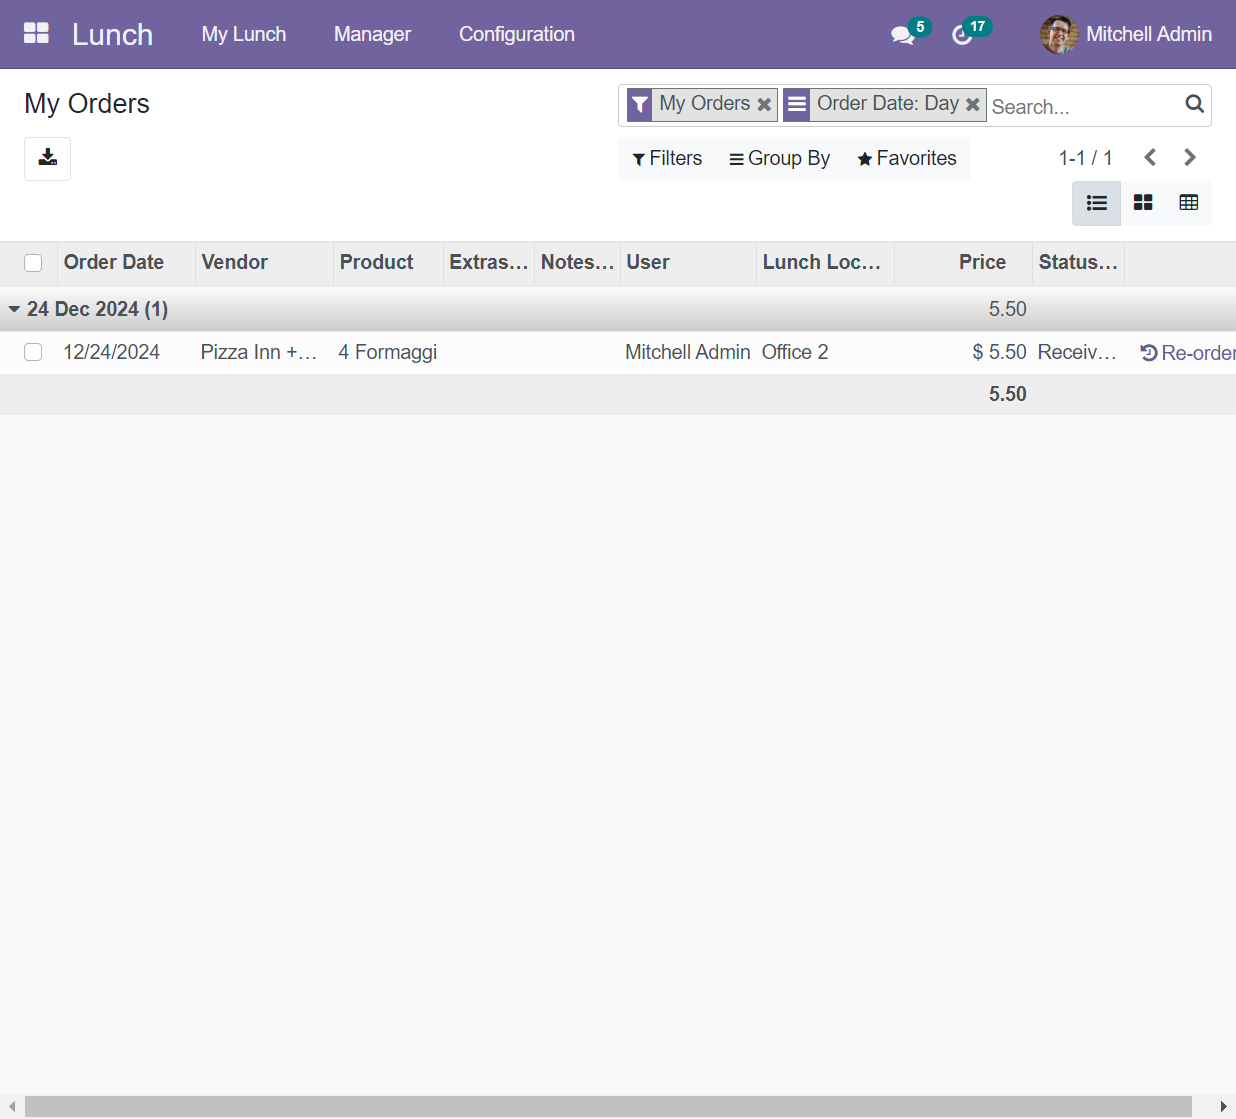 Lunch My Lunch Manager Configuration 5 17 Mitchell Admin
My Orders
My Orders Order Date: Day Search...
Filters Group By Favorites 1-1 / 1
Order Date Vendor Product Extras... Notes... User Lunch Loc... Price Status...
24 Dec 2024 (1) 5.50
12/24/2024 Pizza Inn +... 4 Formaggi Mitchell Admin Office 2 $ 5.50 Receiv... Re-order
5.50